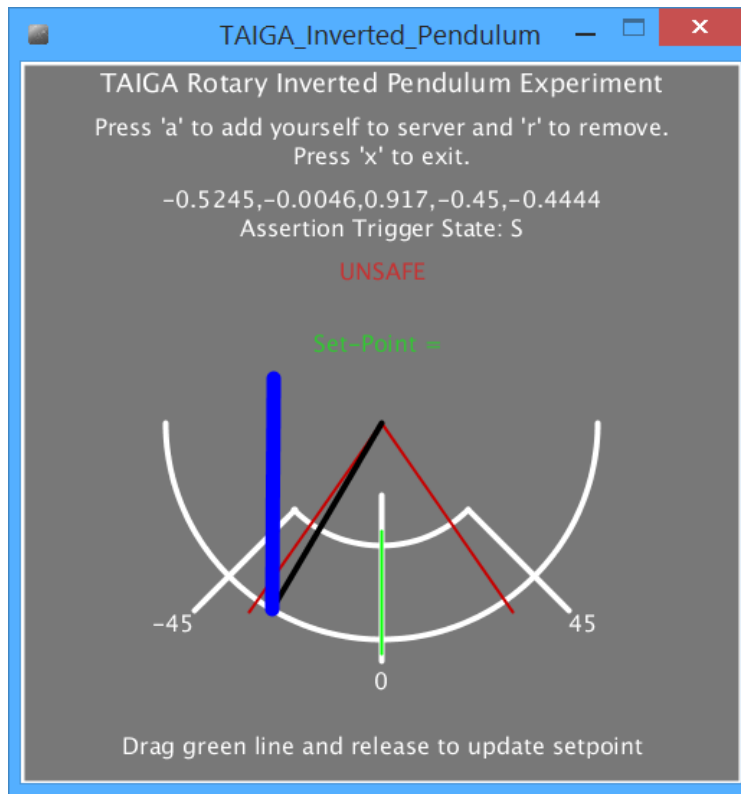 TAIGA_Inverted_Pendulum
TAIGA Rotary Inverted Pendulum Experiment
Press 'a' to add yourself to server and 'r' to remove.
Press 'x' to exit.
-0.5245,-0.0046,0.917,-0.45,-0.4444
Assertion Trigger State: S
UNSAFE
Set-Point =
-45
45
0
Drag green line and release to update setpoint